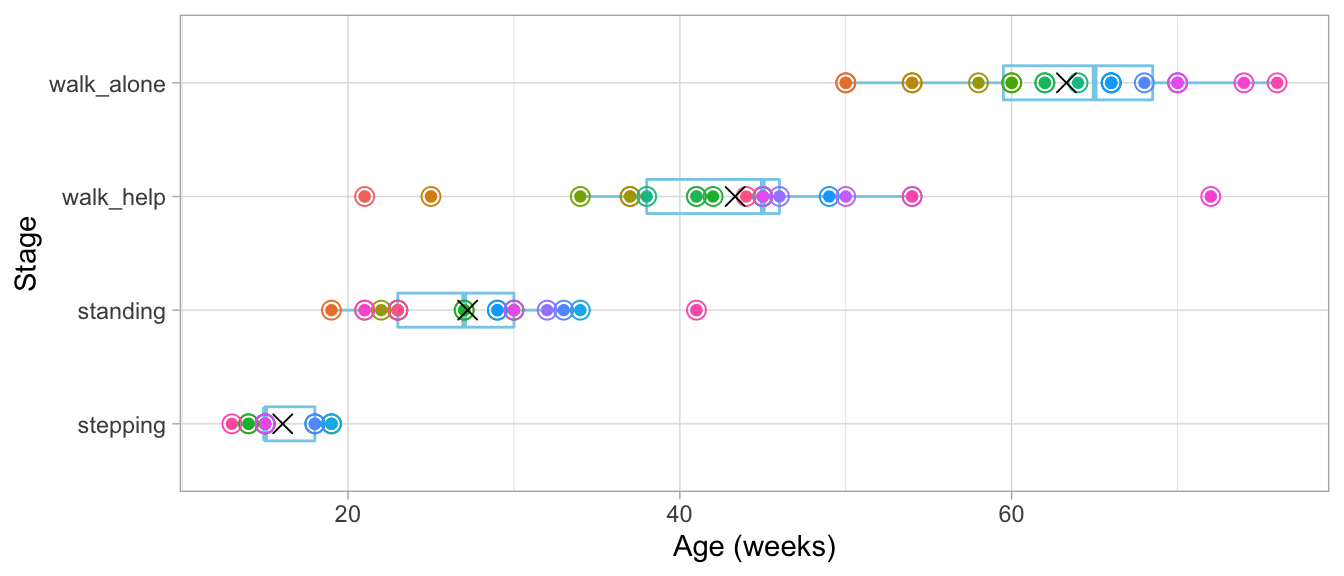 walk_alone
walk_help
standing
stepping
Stage
20 40 60
Age (weeks)